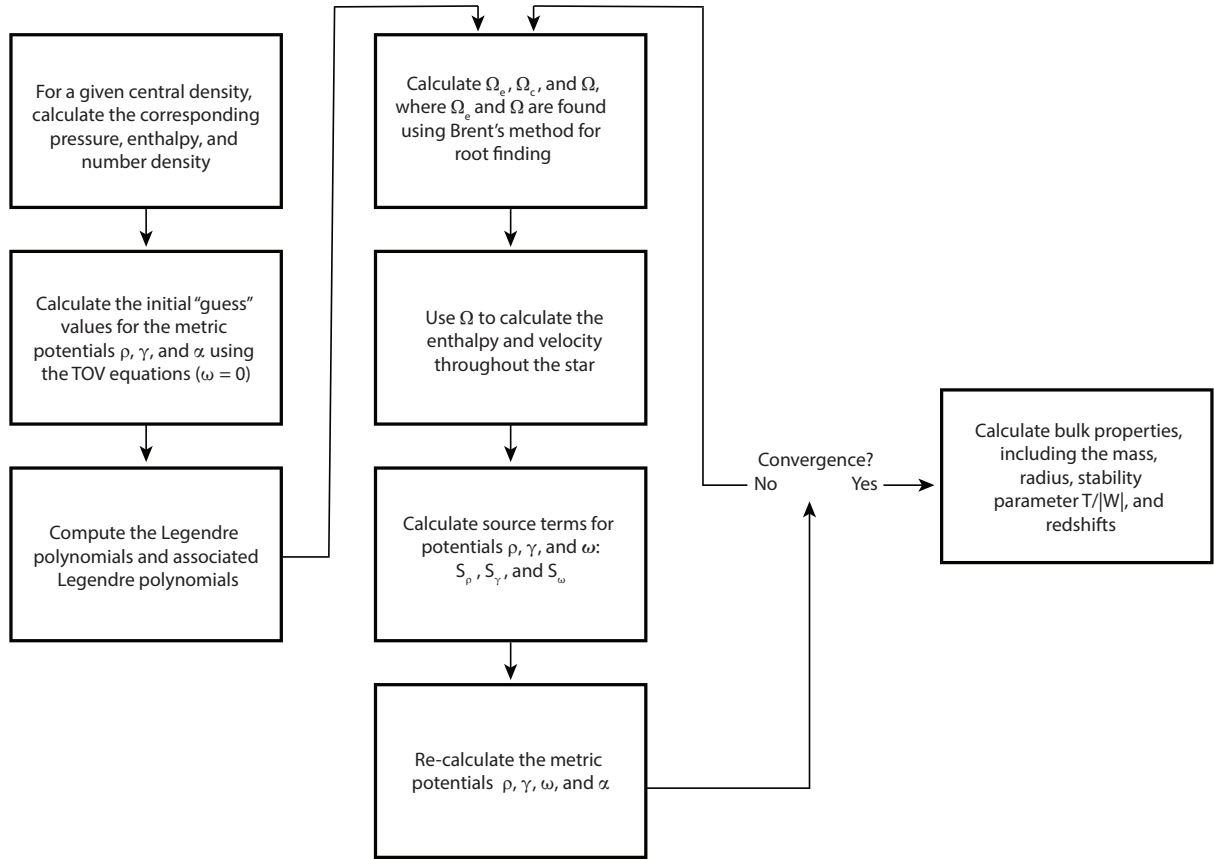 For a given central density,
calculate the corresponding
pressure, enthalpy, and
number density
Calculate the initial “guess”
values for the metric
potentials ρ, γ, and α using
the TOV equations (ω = 0)
Compute the Legendre
polynomials and associated
Legendre polynomials
Calculate Ωₑ, Ω_c, and Ω,
where Ωₑ and Ω are found
using Brent’s method for
root finding
Use Ω to calculate the
enthalpy and velocity
throughout the star
Calculate source terms for
potentials ρ, γ, and ω:
S_ρ, S_γ, and S_ω
Re-calculate the metric
potentials ρ, γ, ω, and α
Convergence?
No Yes
Calculate bulk properties,
including the mass,
radius, stability
parameter T/|W|, and
redshifts